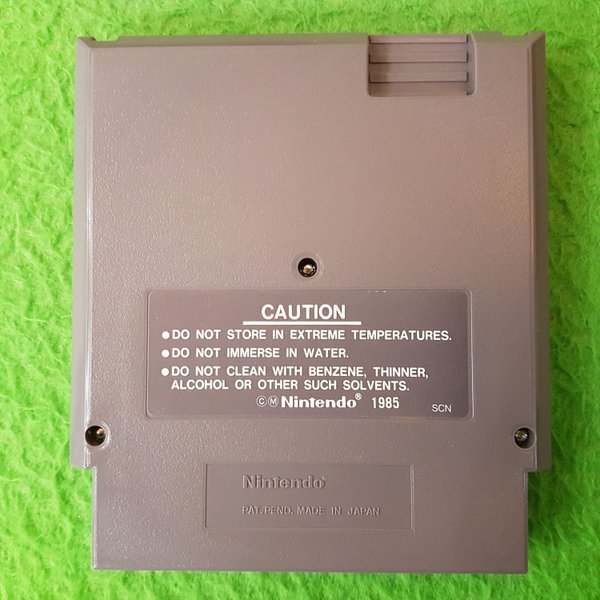 CAUTION
●DO NOT STORE IN EXTREME TEMPERATURES.
●DO NOT IMMERSE IN WATER.
●DO NOT CLEAN WITH BENZENE, THINNER,
ALCOHOL OR OTHER SUCH SOLVENTS.
ⒸⓂ Nintendo® 1985 SCN
Nintendo®
PAT. PEND. MADE IN JAPAN